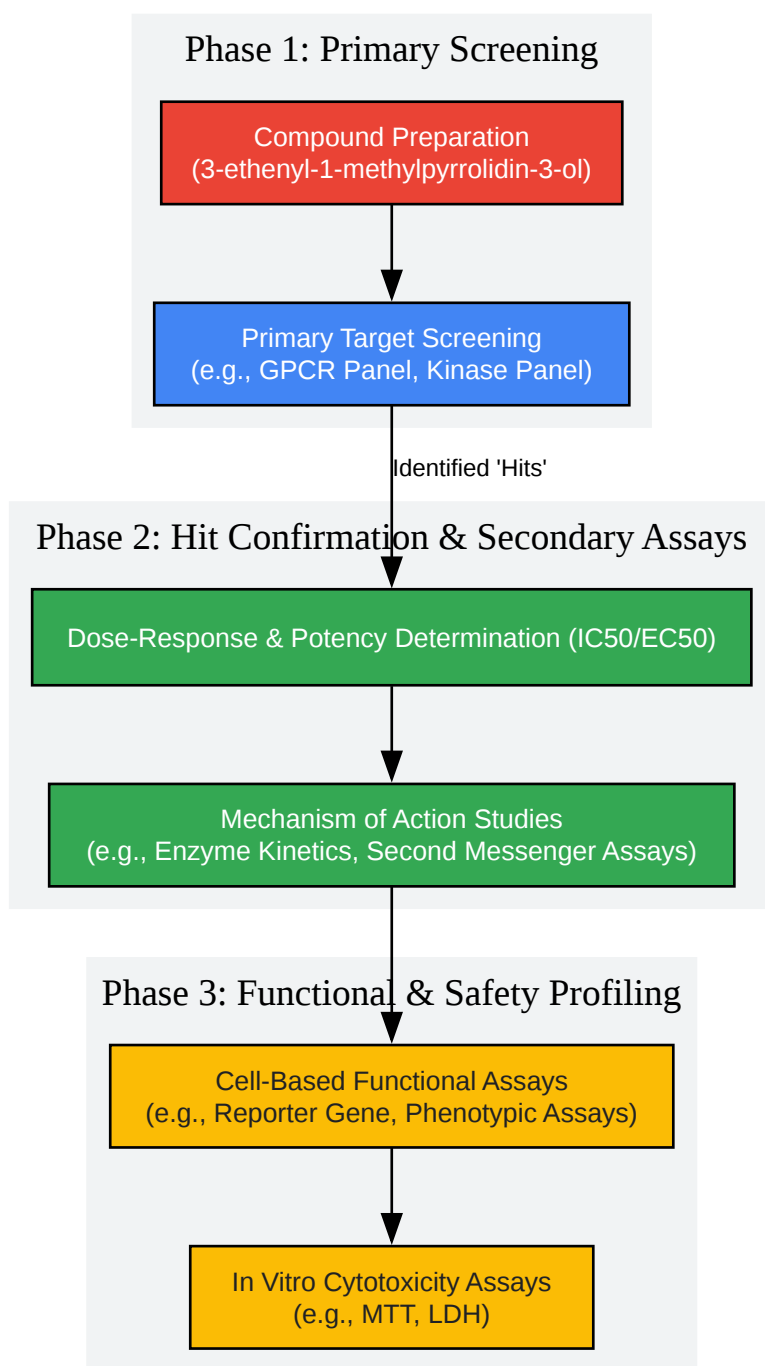 Phase 1: Primary Screening
Compound Preparation
(3-ethenyl-1-methylpyrrolidin-3-ol)
Primary Target Screening
(e.g., GPCR Panel, Kinase Panel)
Identified 'Hits'
Phase 2: Hit Confirmation & Secondary Assays
Dose-Response & Potency Determination (IC50/EC50)
Mechanism of Action Studies
(e.g., Enzyme Kinetics, Second Messenger Assays)
Phase 3: Functional & Safety Profiling
Cell-Based Functional Assays
(e.g., Reporter Gene, Phenotypic Assays)
In Vitro Cytotoxicity Assays
(e.g., MTT, LDH)